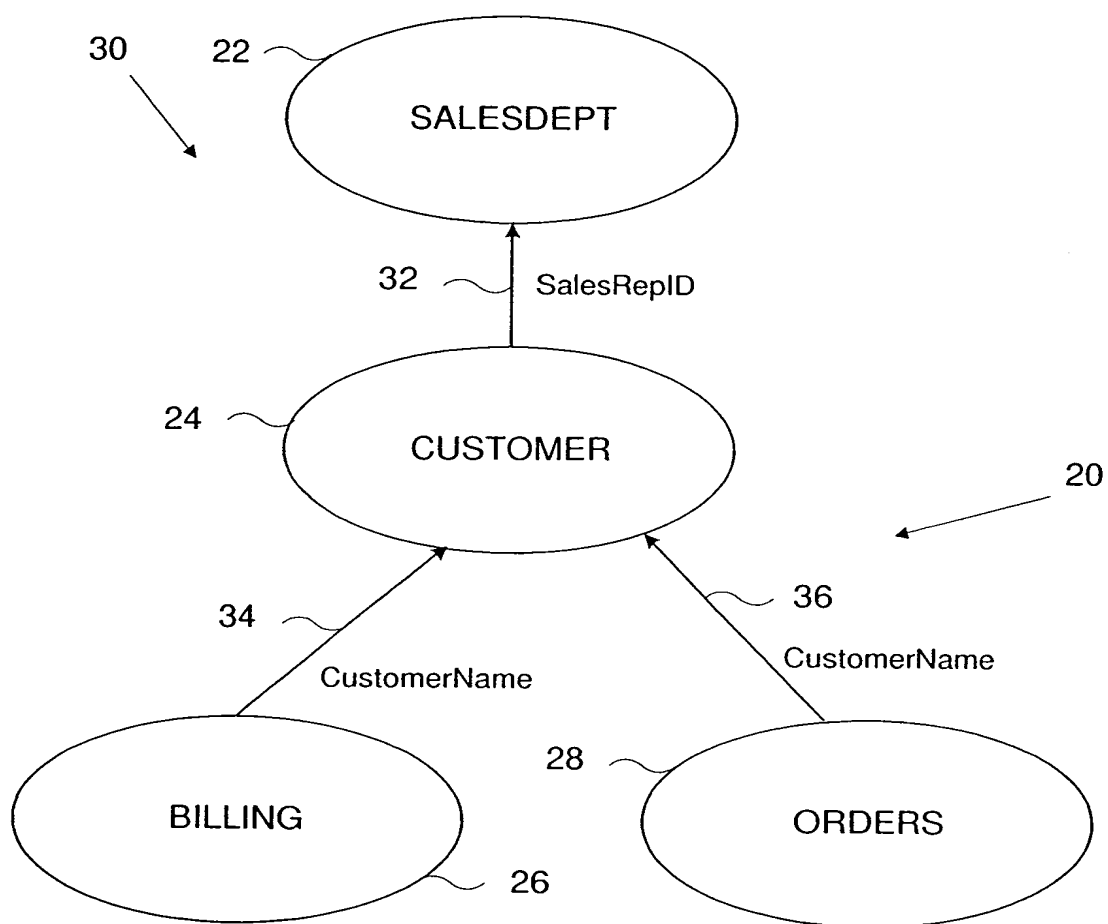 30
22
SALESDEPT
32
SalesRepID
24
CUSTOMER
20
34
36
CustomerName
CustomerName
28
BILLING
ORDERS
26